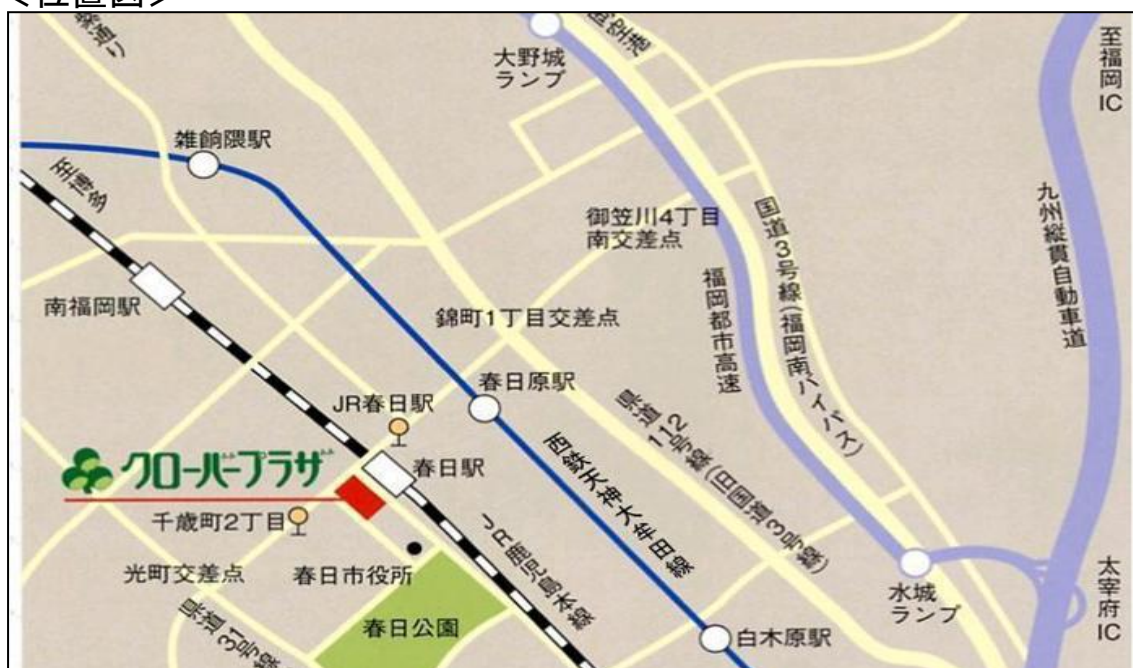 <位置図>
大野城
ランプ
至福岡
IC
雑餉隈駅
至博多
御笠川4丁目
南交差点
国道3号線(福岡南バイパス)
九州縦貫自動車道
福岡都市高速
南福岡駅
錦町1丁目交差点
春日原駅
JR春日駅
県道112号線(旧国道3号線)
クローバープラザ
春日駅
西鉄天神大牟田線
千歳町2丁目
JR鹿児島本線
光町交差点
春日市役所
県道31号線
春日公園
水城
ランプ
太宰府
IC
白木原駅